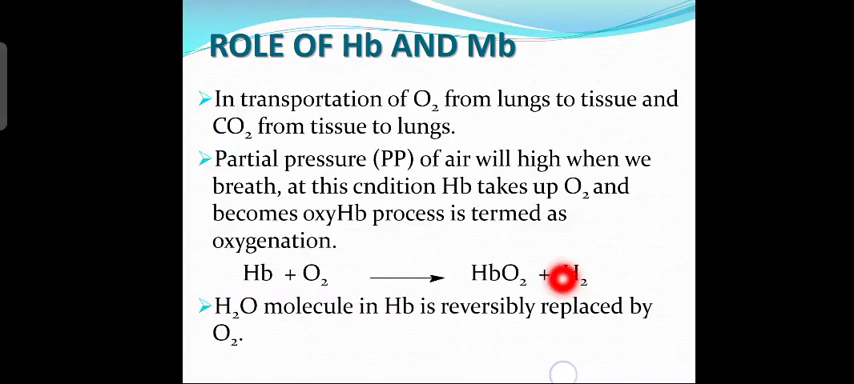 ROLE OF Hb AND Mb
➢In transportation of O₂ from lungs to tissue and
CO₂ from tissue to lungs.
➢Partial pressure (PP) of air will high when we
breath, at this cndition Hb takes up O₂ and
becomes oxyHb process is termed as
oxygenation.
Hb + O₂ → HbO₂ + H₂
➢H₂O molecule in Hb is reversibly replaced by
O₂.